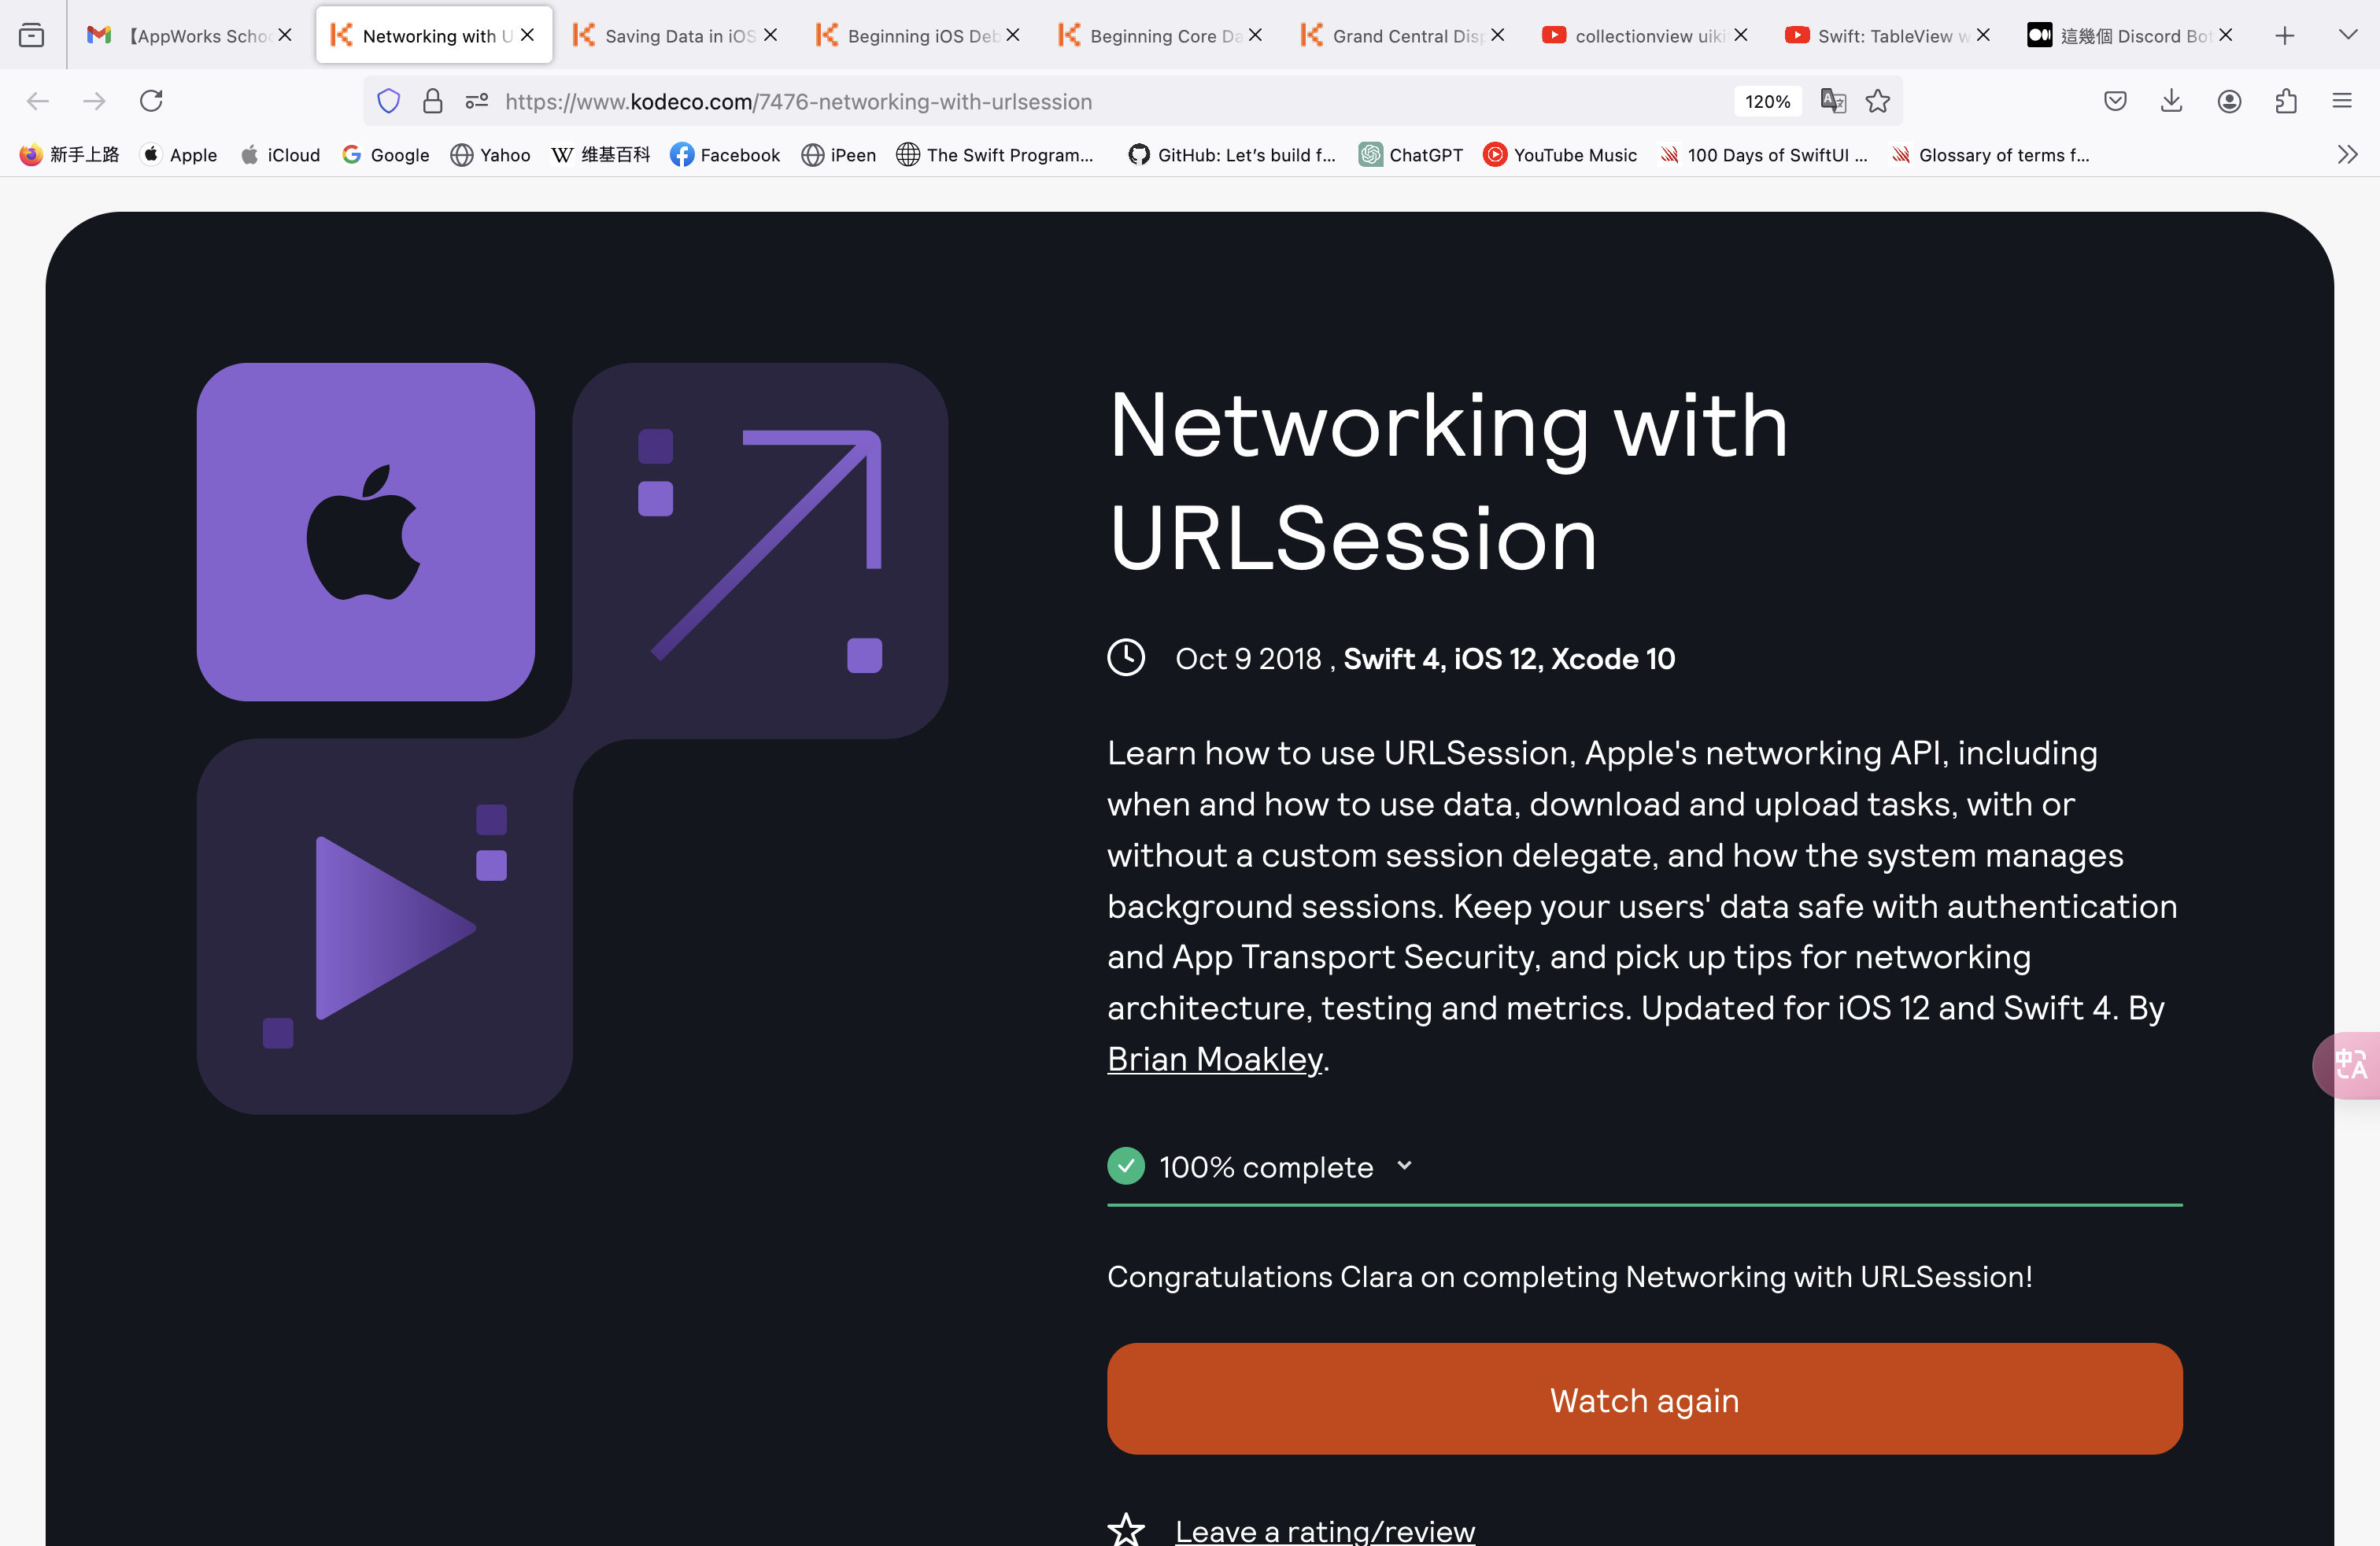 【AppWorks Schoo
Networking with U
Saving Data in iOS
Beginning iOS Deb
Beginning Core Da
Grand Central Disp
collectionview uiki
Swift: TableView w
這幾個 Discord Bot
https://www.kodeco.com/7476-networking-with-urlsession
120%
新手上路
Apple
iCloud
Google
Yahoo
W 维基百科
Facebook
iPeen
The Swift Program...
GitHub: Let's build f...
ChatGPT
YouTube Music
100 Days of SwiftUI ...
Glossary of terms f...
Networking with
URLSession
Oct 9 2018 , Swift 4, iOS 12, Xcode 10
Learn how to use URLSession, Apple's networking API, including
when and how to use data, download and upload tasks, with or
without a custom session delegate, and how the system manages
background sessions. Keep your users' data safe with authentication
and App Transport Security, and pick up tips for networking
architecture, testing and metrics. Updated for iOS 12 and Swift 4. By
Brian Moakley.
100% complete
Congratulations Clara on completing Networking with URLSession!
Watch again
Leave a rating/review